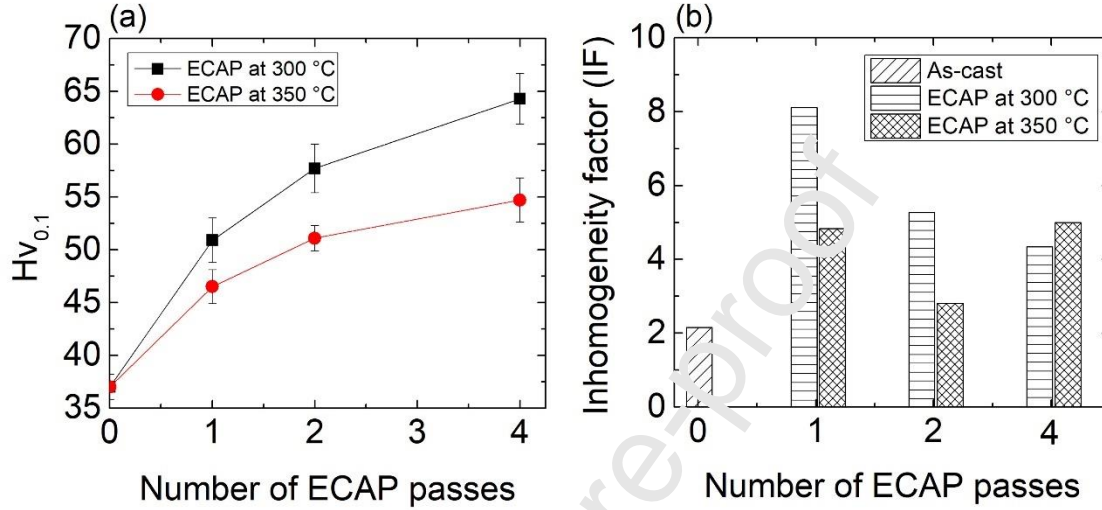 (a)
ECAP at 300 °C
ECAP at 350 °C
70
65
60
55
50
45
40
35
Hv0.1
0 1 2 3 4
Number of ECAP passes
(b)
As-cast
ECAP at 300 °C
ECAP at 350 °C
10
8
6
4
2
0
Inhomogeneity factor (IF)
0 1 2 4
Number of ECAP passes
re-proof